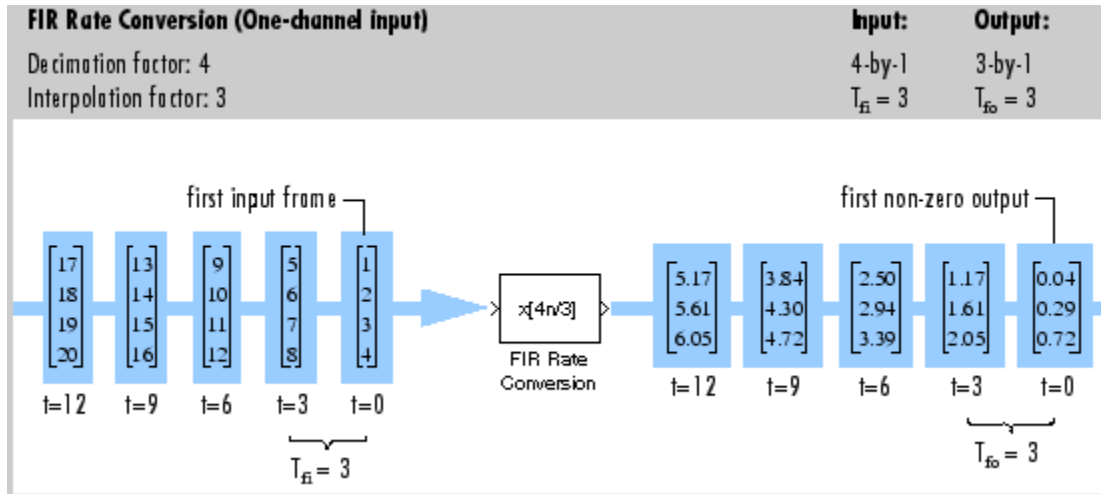 FIR Rate Conversion (One-channel input) Input: Output:
Decimation factor: 4 4-by-1 3-by-1
Interpolation factor: 3 T_fi = 3 T_fo = 3
first input frame first non-zero output
17 13 9 5 1 5.17 3.84 2.50 1.17 0.04
18 14 10 6 2 5.61 4.30 2.94 1.61 0.29
19 15 11 7 3 6.05 4.72 3.39 2.05 0.72
20 16 12 8 4
x[4n/3]
FIR Rate
Conversion
t=12 t=9 t=6 t=3 t=0 t=12 t=9 t=6 t=3 t=0
T_fi = 3 T_fo = 3